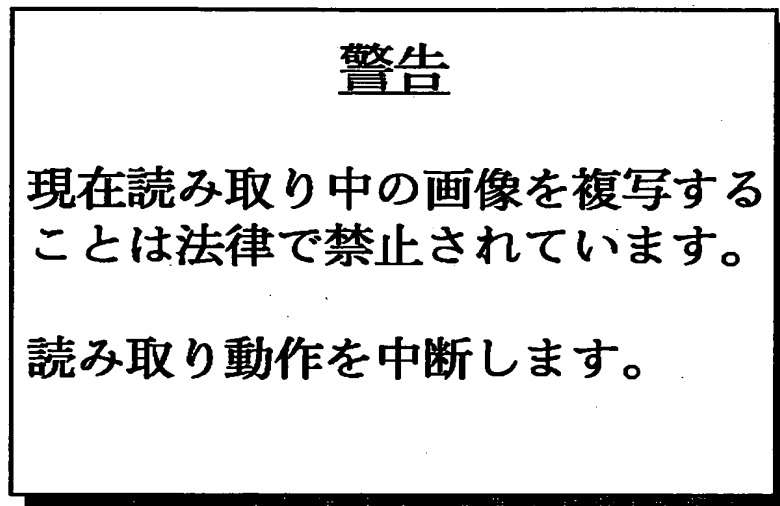 警告
現在読み取り中の画像を複写する
ことは法律で禁止されています。
読み取り動作を中断します。